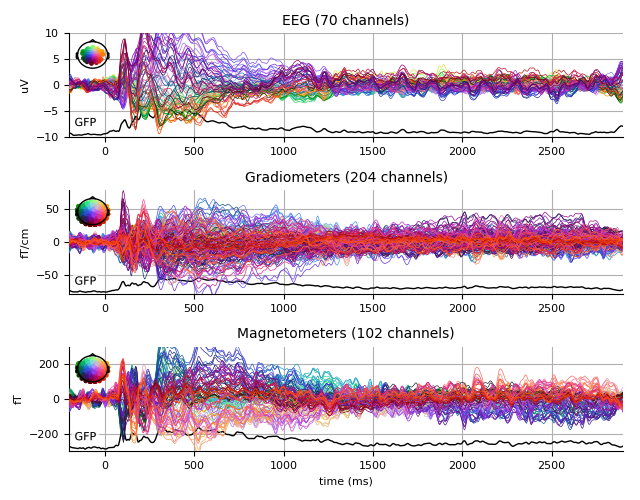 EEG (70 channels)
10
5
0
−5
−10
uV
GFP
0 500 1000 1500 2000 2500
Gradiometers (204 channels)
50
0
−50
fT/cm
GFP
0 500 1000 1500 2000 2500
Magnetometers (102 channels)
200
0
−200
fT
GFP
0 500 1000 1500 2000 2500
time (ms)